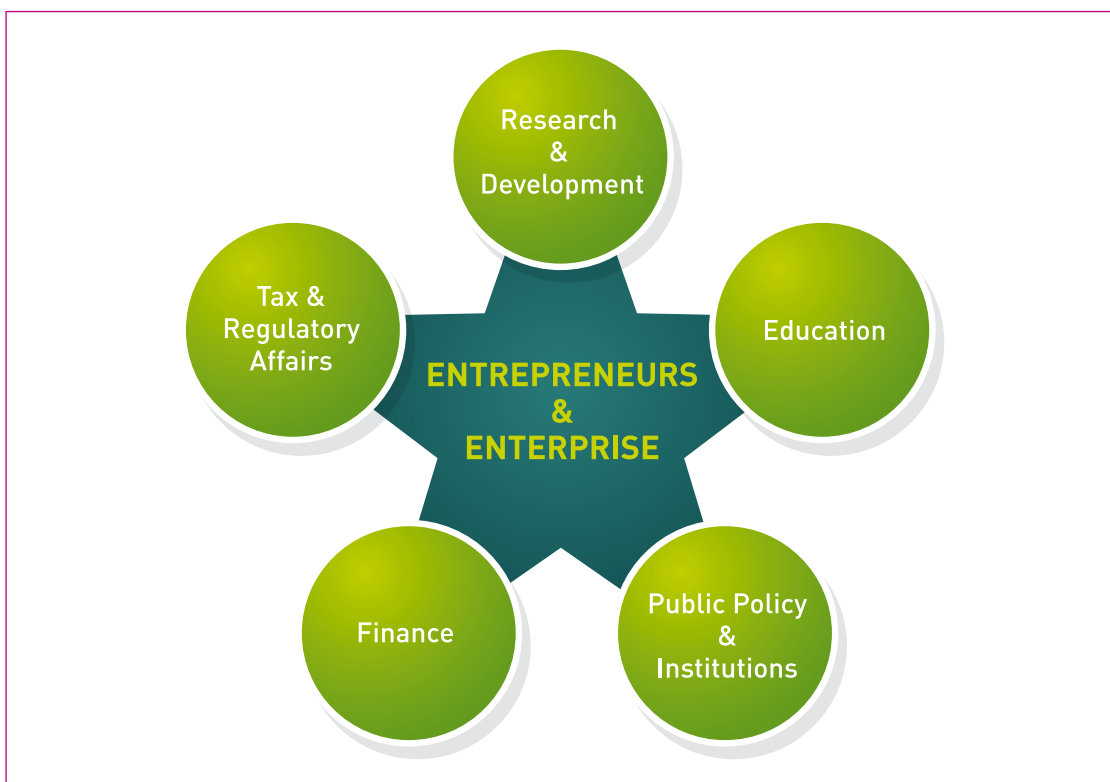 Research
&
Development
Tax &
Regulatory
Affairs
Education
ENTREPRENEURS
&
ENTERPRISE
Finance
Public Policy
&
Institutions